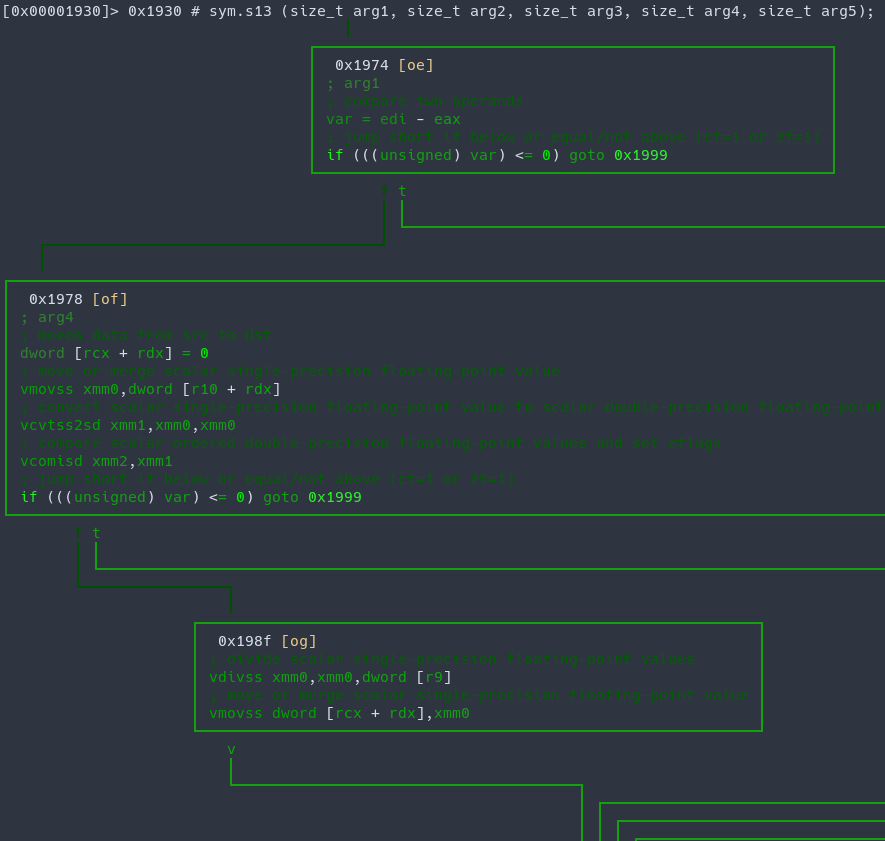 [0x00001930]> 0x1930 # sym.s13 (size_t arg1, size_t arg2, size_t arg3, size_t arg4, size_t arg5);
0x1974 [oe]
; arg1
; compare two operands
var = edi - eax
; jump short if below or equal/not above (cf=1 or zf=1)
if (((unsigned) var) <= 0) goto 0x1999
f t
0x1978 [of]
; arg4
; moves data from src to dst
dword [rcx + rdx] = 0
; move or merge scalar single-precision floating-point value
vmovss xmm0,dword [r10 + rdx]
; convert scalar single-precision floating-point value to scalar double-precision floating-point
vcvtss2sd xmm1,xmm0,xmm0
; compare scalar ordered double-precision floating-point values and set eflags
vcomisd xmm2,xmm1
; jump short if below or equal/not above (cf=1 or zf=1)
if (((unsigned) var) <= 0) goto 0x1999
f t
0x198f [og]
; divide scalar single-precision floating-point values
vdivss xmm0,xmm0,dword [r9]
; move or merge scalar single-precision floating-point value
vmovss dword [rcx + rdx],xmm0
v